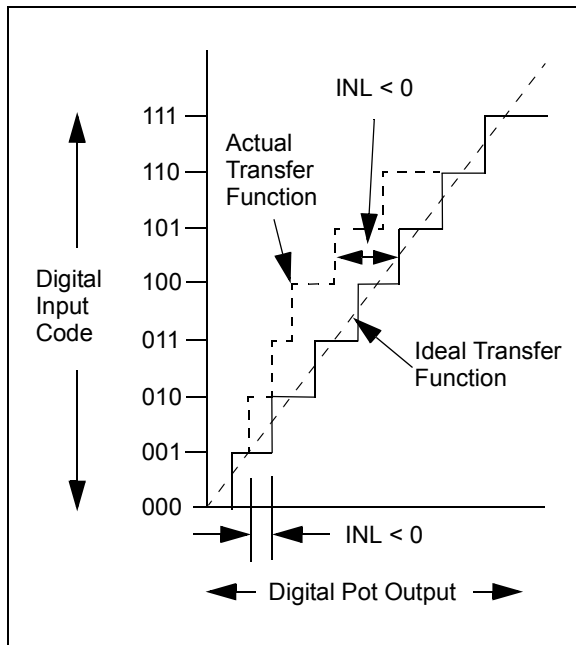 INL < 0
111
Actual
Transfer
Function
110
101
100
Digital
Input
Code
011
Ideal Transfer
Function
010
001
000
INL < 0
Digital Pot Output